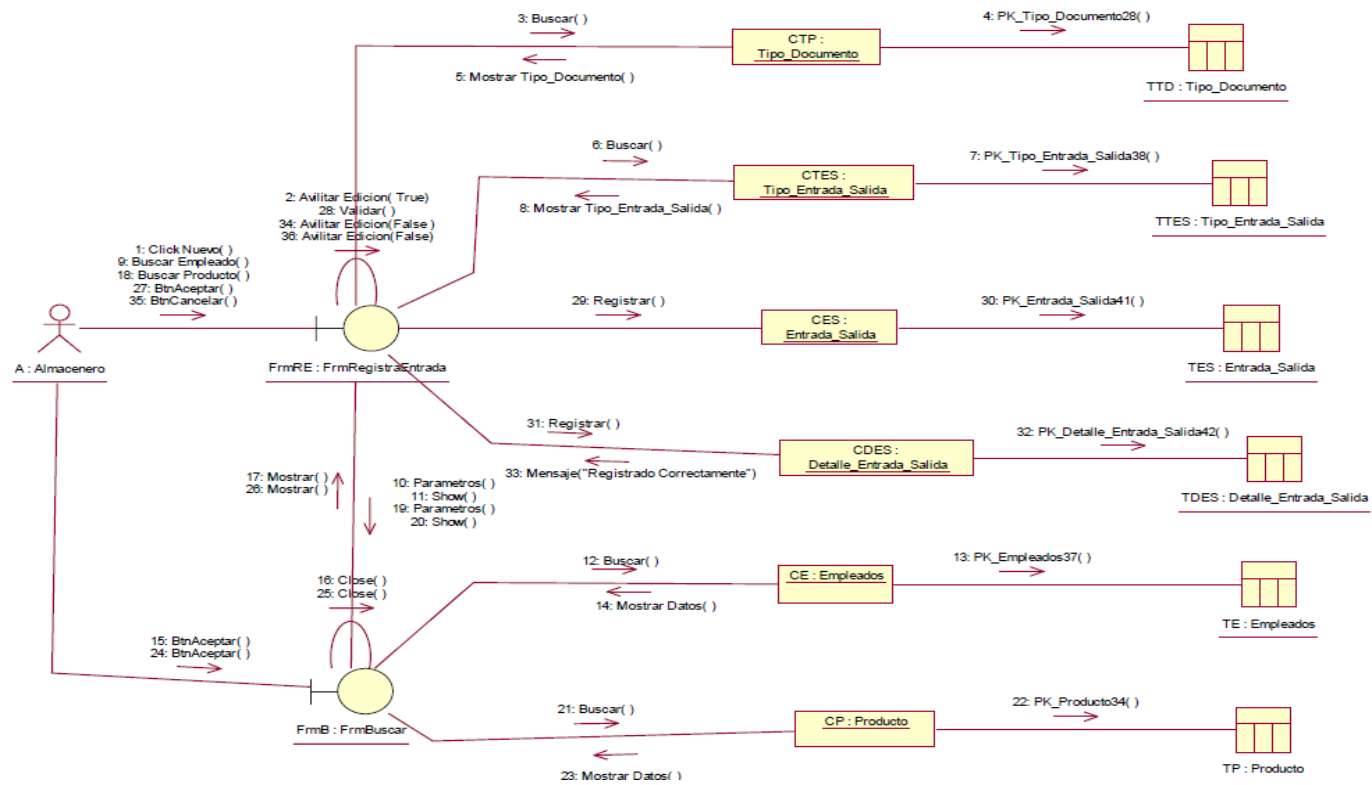 3: Buscar( )
4: PK_Tipo_Documento28( )
CTP :
Tipo_Documento
5: Mostrar Tipo_Documento( )
TTD : Tipo_Documento
6: Buscar( )
7: PK_Tipo_Entrada_Salida38( )
CTES :
Tipo_Entrada_Salida
8: Mostrar Tipo_Entrada_Salida( )
TTES : Tipo_Entrada_Salida
2: Avilitar Edicion( True)
28: Validar( )
34: Avilitar Edicion(False )
36: Avilitar Edicion(False)
1: Click Nuevo( )
9: Buscar Empleado( )
18: Buscar Producto( )
27: BtnAceptar( )
35: BtnCancelar( )
29: Registrar( )
30: PK_Entrada_Salida41( )
CES :
Entrada_Salida
A : Almacenero
FrmRE : FrmRegistraEntrada
TES : Entrada_Salida
31: Registrar( )
32: PK_Detalle_Entrada_Salida42( )
CDES :
Detalle_Entrada_Salida
33: Mensaje("Registrado Correctamente")
TDES : Detalle_Entrada_Salida
17: Mostrar( )
26: Mostrar( )
10: Parametros( )
11: Show( )
19: Parametros( )
20: Show( )
12: Buscar( )
13: PK_Empleados37( )
CE : Empleados
14: Mostrar Datos( )
TE : Empleados
16: Close( )
25: Close( )
15: BtnAceptar( )
24: BtnAceptar( )
FrmB : FrmBuscar
21: Buscar( )
22: PK_Producto34( )
CP : Producto
23: Mostrar Datos( )
TP : Producto